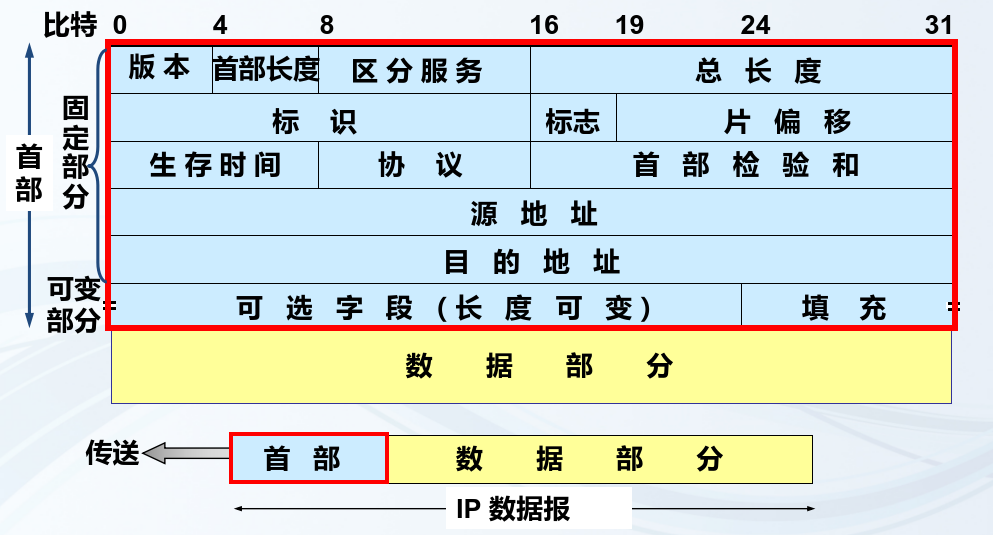 比特 0 4 8 16 19 24 31
版本 首部长度 区分服务 总长度
标识 标志 片偏移
生存时间 协议 首部检验和
源地址
目的地址
可选字段(长度可变) 填充
数据部分
首部
固定部分
可变部分
传送 首部 数据部分
IP 数据报